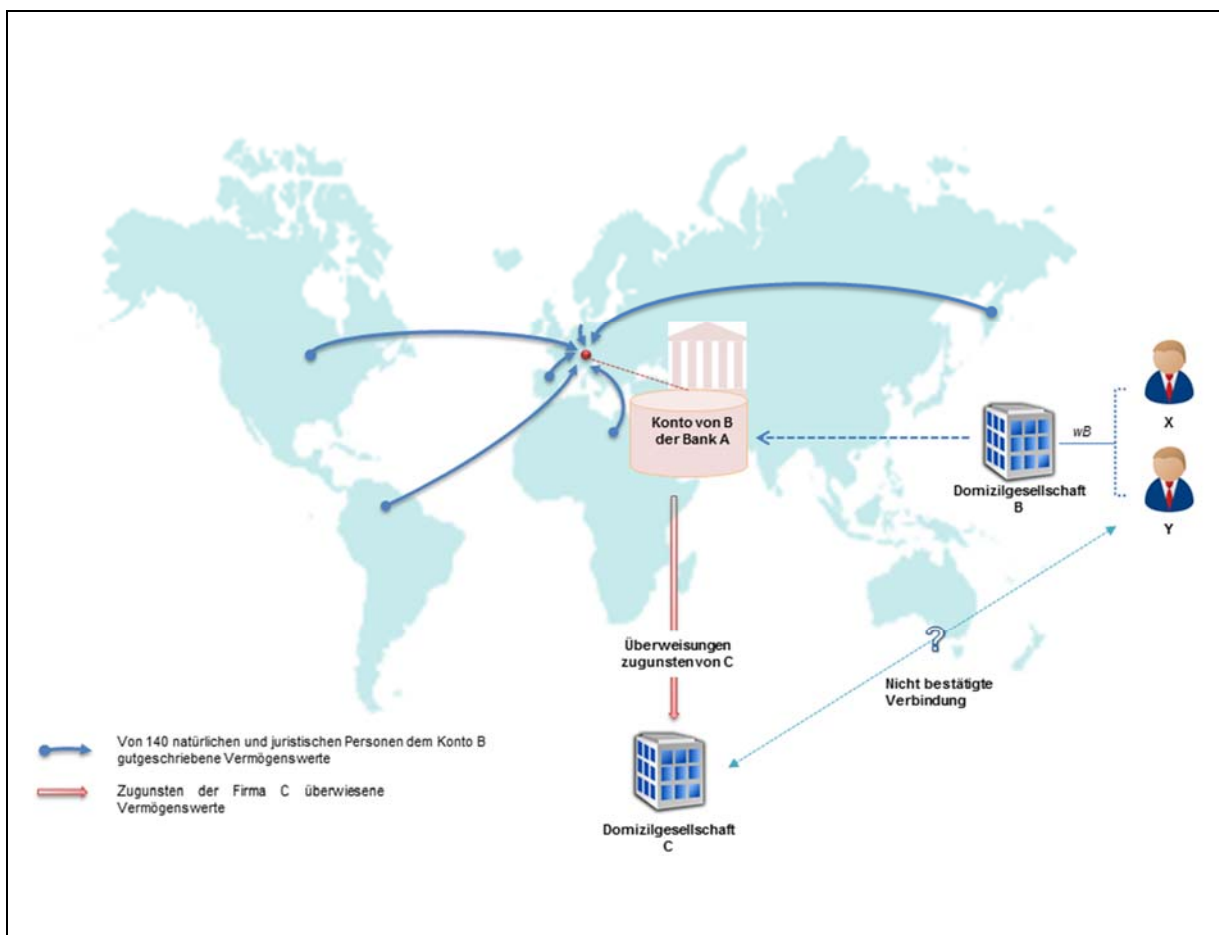 Konto von B
der Bank A
wB
X
Domizilgesellschaft
B
Y
Überweisungen
zugunsten von C
?
Nicht bestätigte
Verbindung
Von 140 natürlichen und juristischen Personen dem Konto B
gutgeschriebene Vermögenswerte
Zugunsten der Firma C überwiesene
Vermögenswerte
Domizilgesellschaft
C